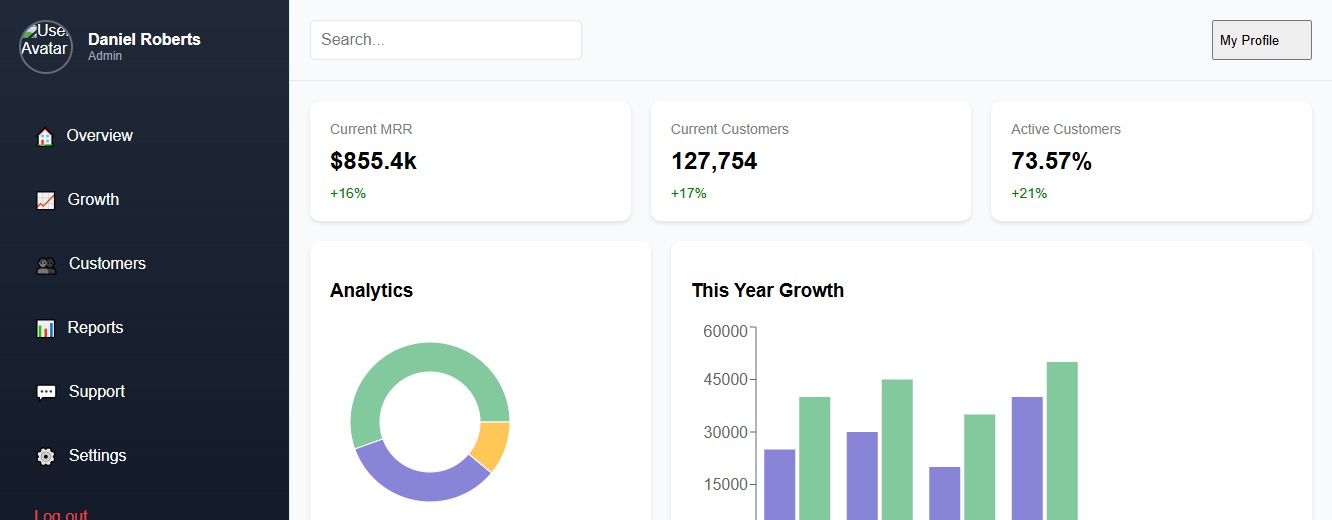 User
Avatar
Daniel Roberts
Admin
Overview
Growth
Customers
Reports
Support
Settings
Log out
Search...
My Profile
Current MRR
$855.4k
+16%
Current Customers
127,754
+17%
Active Customers
73.57%
+21%
Analytics
This Year Growth
60000
45000
30000
15000